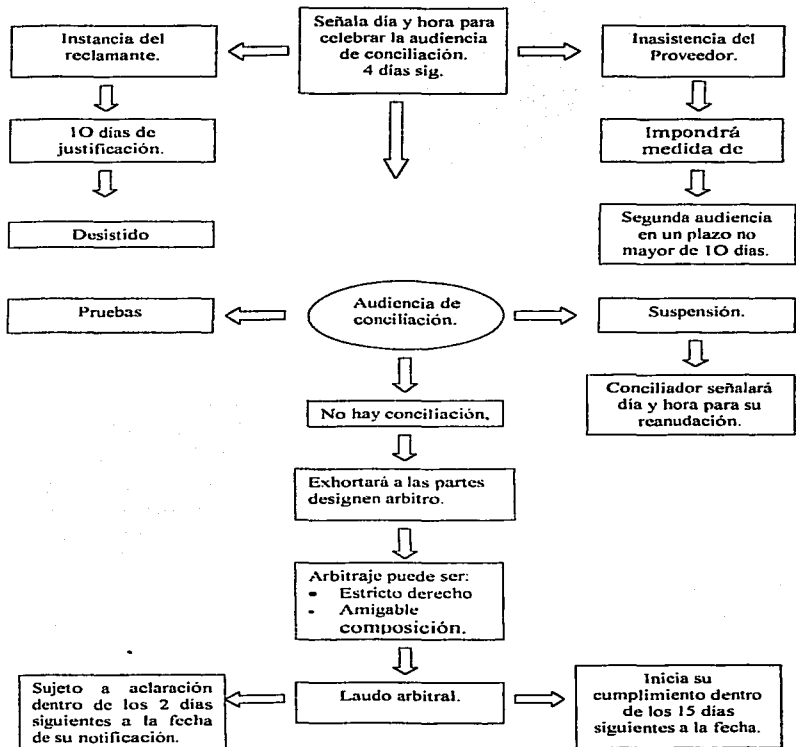 Señala día y hora para
celebrar la audiencia
de conciliación.
4 días sig.
Instancia del
reclamante.
Inasistencia del
Proveedor.
10 días de
justificación.
Impondrá
medida de
Desistido
Segunda audiencia
en un plazo no
mayor de 10 días.
Pruebas
Audiencia de
conciliación.
Suspensión.
No hay conciliación.
Conciliador señalará
día y hora para su
reanudación.
Exhortará a las partes
designen arbitro.
Arbitraje puede ser:
• Estricto derecho
- Amigable
composición.
Sujeto a aclaración
dentro de los 2 días
siguientes a la fecha
de su notificación.
Laudo arbitral.
Inicia su
cumplimiento dentro
de los 15 días
siguientes a la fecha.